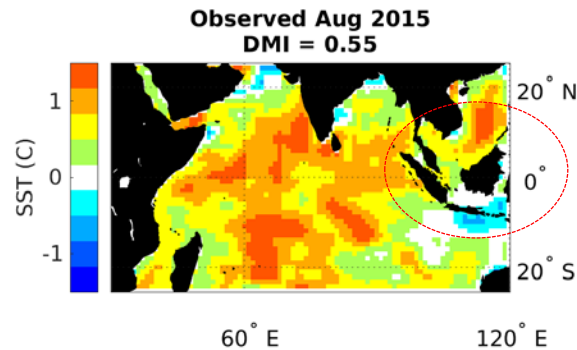 Observed Aug 2015
DMI = 0.55
SST (C)
1
0
-1
20° N
0°
20° S
60° E
120° E